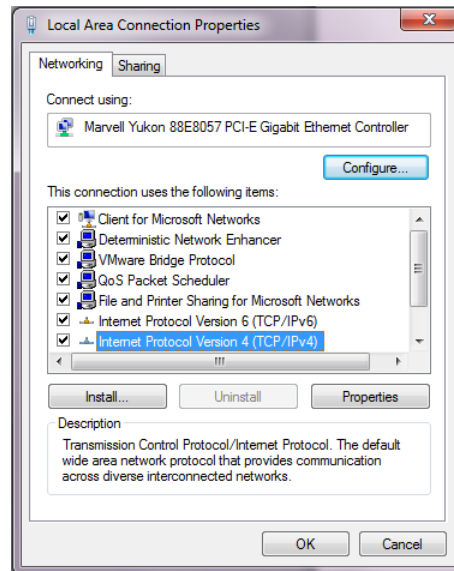 Local Area Connection Properties
Networking
Sharing
Connect using:
Marvell Yukon 88E8057 PCI-E Gigabit Ethernet Controller
Configure...
This connection uses the following items:
Client for Microsoft Networks
Deterministic Network Enhancer
VMware Bridge Protocol
QoS Packet Scheduler
File and Printer Sharing for Microsoft Networks
Internet Protocol Version 6 (TCP/IPv6)
Internet Protocol Version 4 (TCP/IPv4)
Install...
Uninstall
Properties
Description
Transmission Control Protocol/Internet Protocol. The default
wide area network protocol that provides communication
across diverse interconnected networks.
OK
Cancel